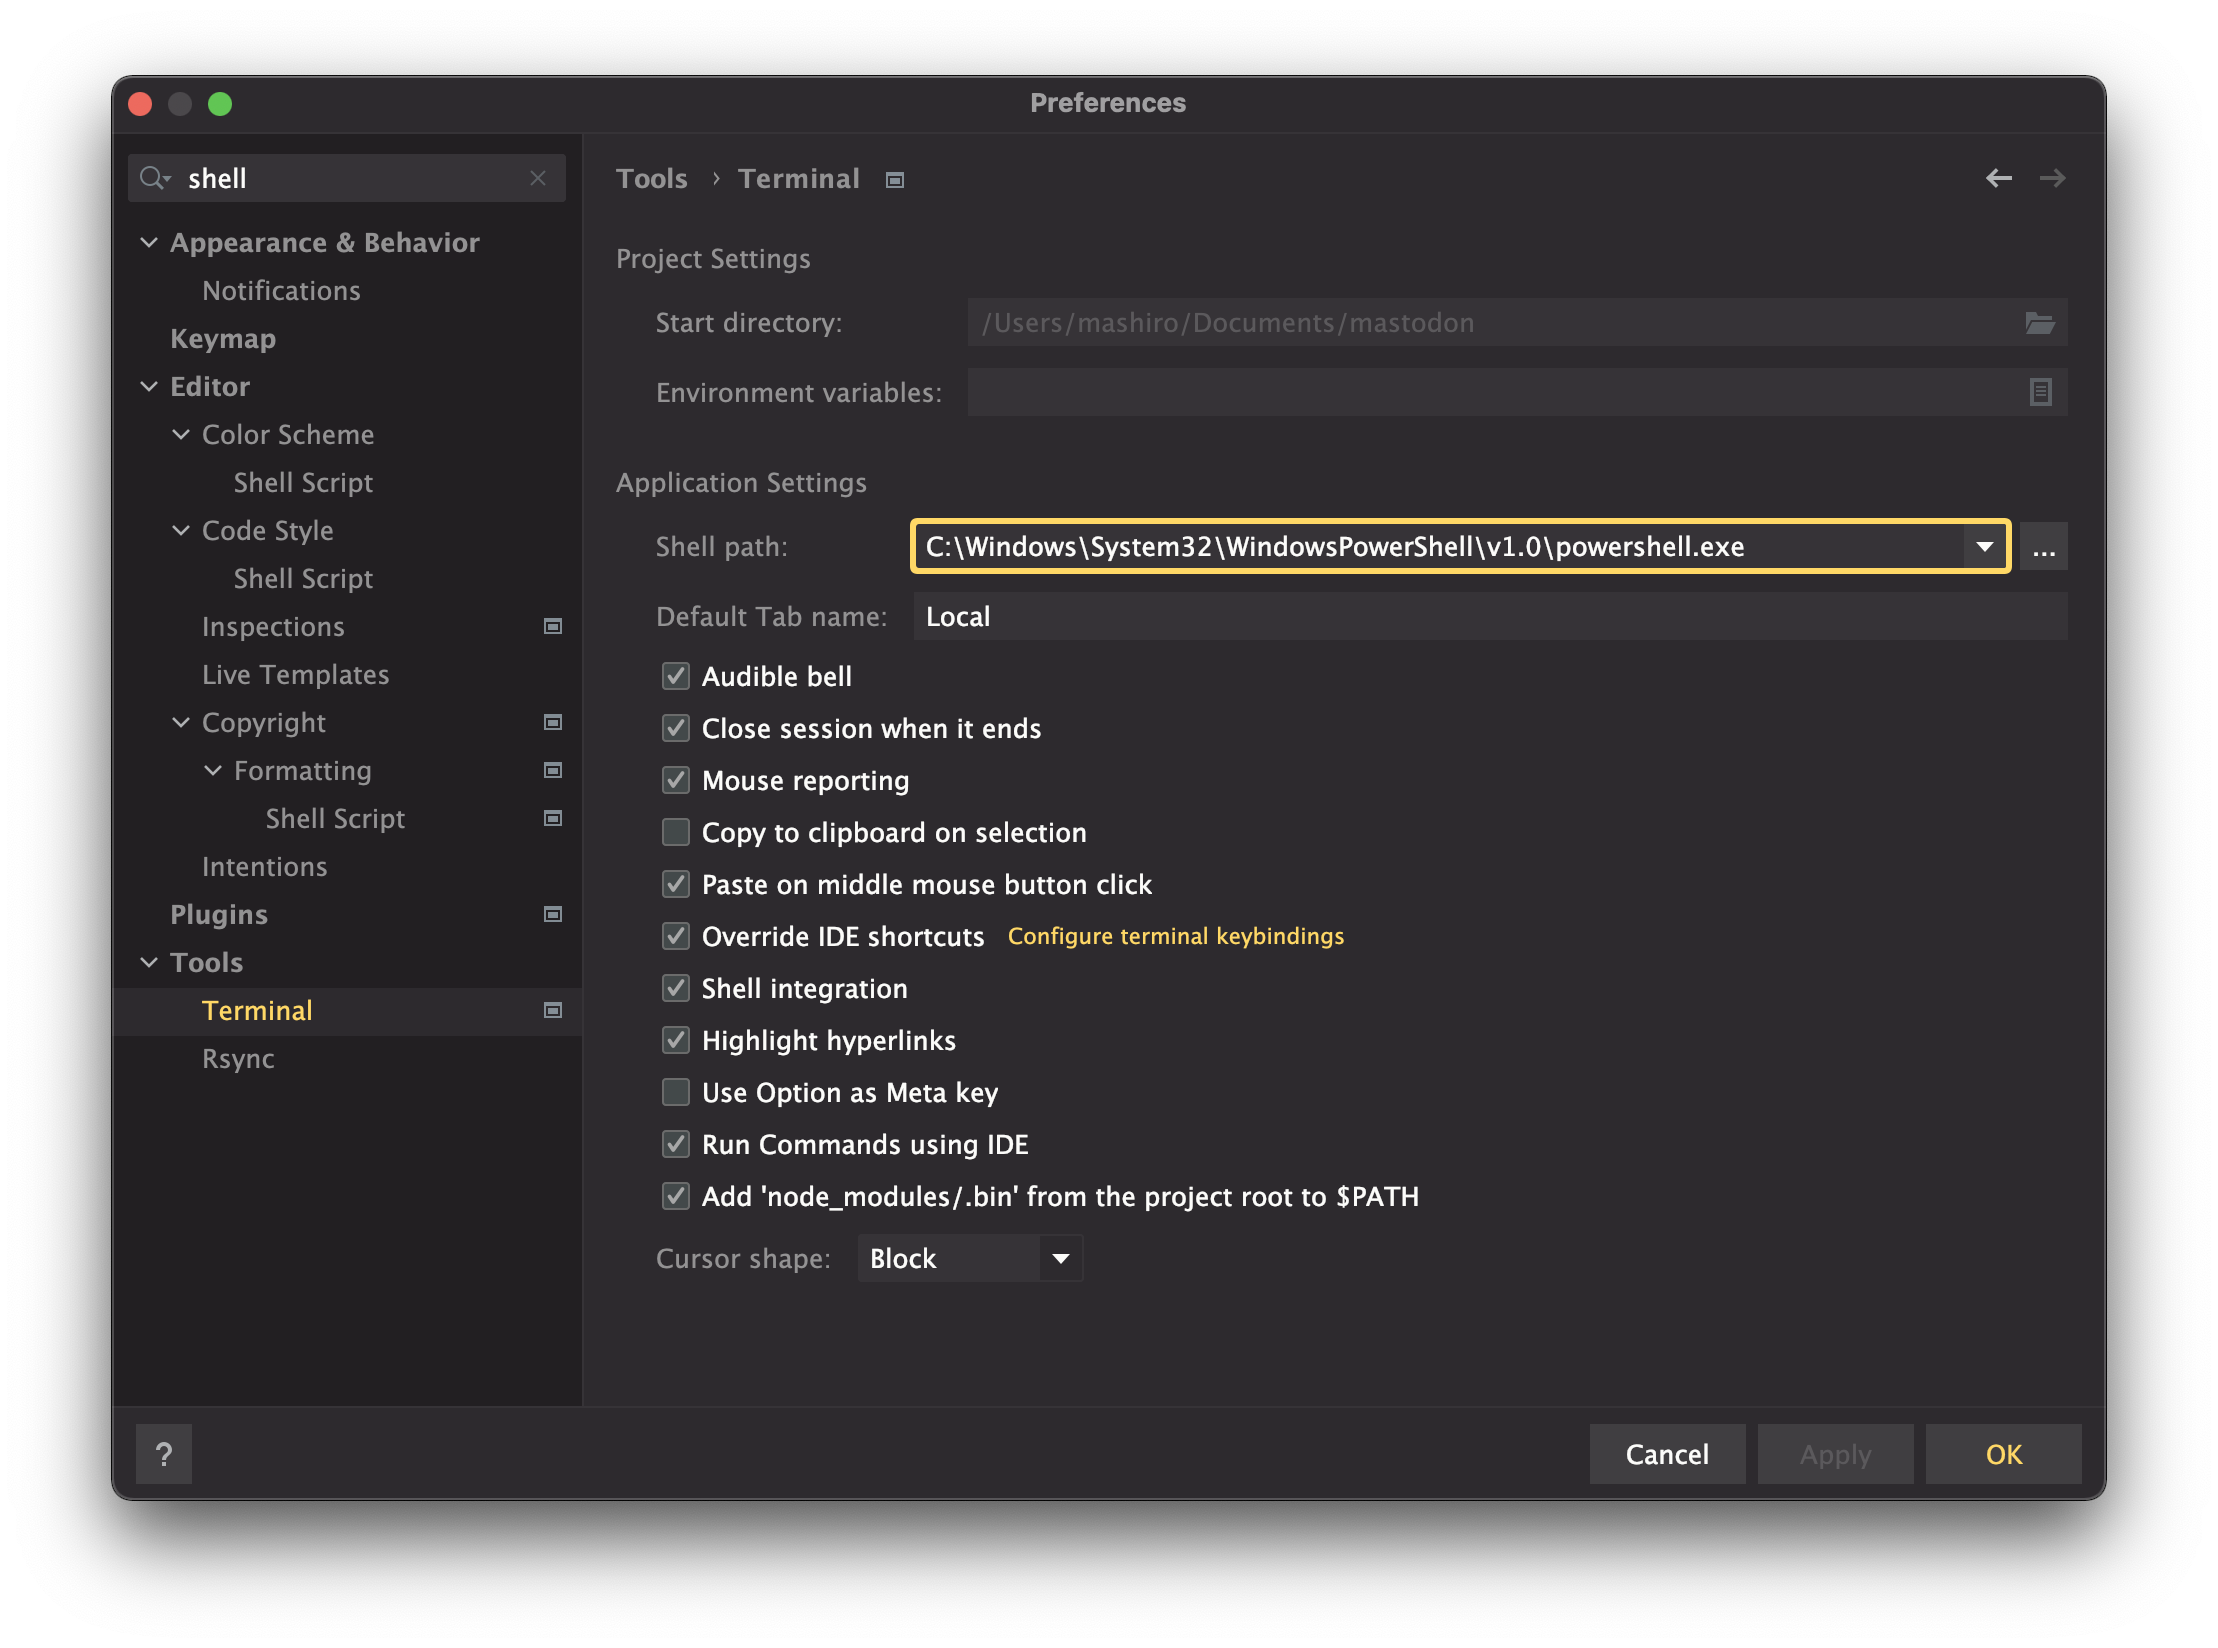 Preferences
shell
Appearance & Behavior
Notifications
Keymap
Editor
Color Scheme
Shell Script
Code Style
Shell Script
Inspections
Live Templates
Copyright
Formatting
Shell Script
Intentions
Plugins
Tools
Terminal
Rsync
Tools › Terminal
Project Settings
Start directory: /Users/mashiro/Documents/mastodon
Environment variables:
Application Settings
Shell path: C:\Windows\System32\WindowsPowerShell\v1.0\powershell.exe ...
Default Tab name: Local
Audible bell
Close session when it ends
Mouse reporting
Copy to clipboard on selection
Paste on middle mouse button click
Override IDE shortcuts Configure terminal keybindings
Shell integration
Highlight hyperlinks
Use Option as Meta key
Run Commands using IDE
Add 'node_modules/.bin' from the project root to $PATH
Cursor shape: Block
? Cancel Apply OK